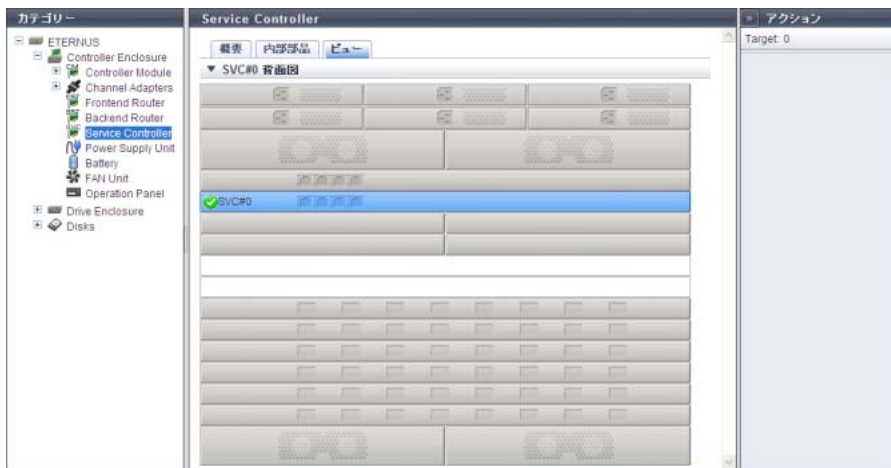 カテゴリー
ETERNUS
Controller Enclosure
Controller Module
Channel Adapters
Frontend Router
Backend Router
Service Controller
Power Supply Unit
Battery
FAN Unit
Operation Panel
Drive Enclosure
Disks
Service Controller
概要 内部部品 ビュー
▼ SVC#0 背面図
SVC#0
» アクション
Target: 0